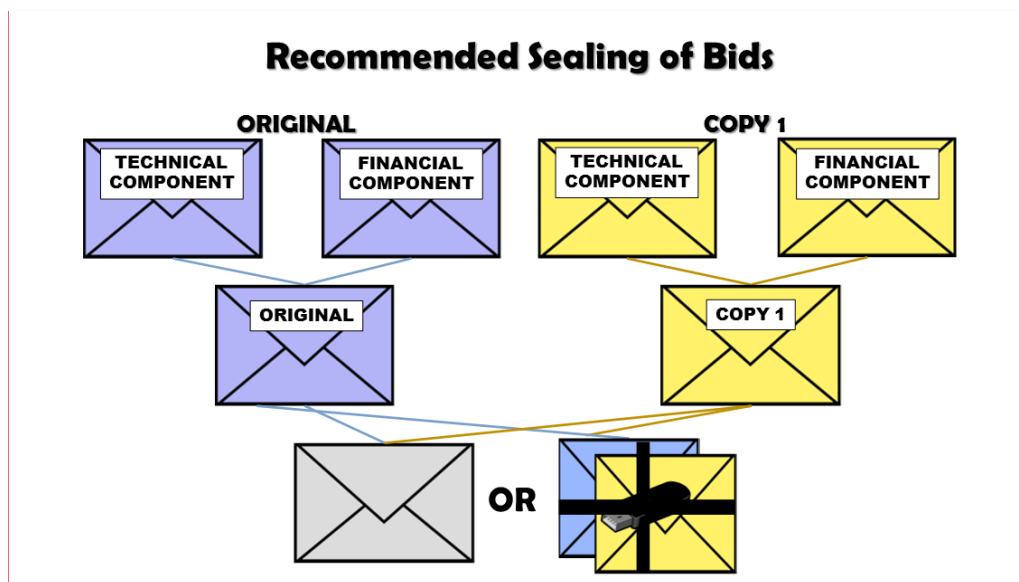 Recommended Sealing of Bids
ORIGINAL
COPY 1
TECHNICAL
COMPONENT
FINANCIAL
COMPONENT
TECHNICAL
COMPONENT
FINANCIAL
COMPONENT
ORIGINAL
COPY 1
OR